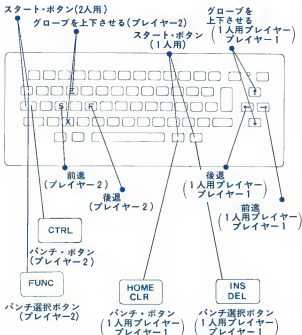 スタート・ボタン(2人用)
グローブを上下させる(プレイヤー2)
スタート・ボタン
(1人用)
グローブを
上下させる
(1人用プレイヤー)
プレイヤー1
E
S
F
X
↑
←
→
↓
前進
(プレイヤー2)
後退
(プレイヤー2)
後退
(1人用プレイヤー)
プレイヤー1
前進
(1人用プレイヤー)
プレイヤー1
CTRL
パンチ・ボタン
(プレイヤー2)
FUNC
パンチ選択ボタン
(プレイヤー2)
HOME
CLR
パンチ・ボタン
(1人用プレイヤー)
プレイヤー1
INS
DEL
パンチ選択ボタン
(1人用プレイヤー)
プレイヤー1